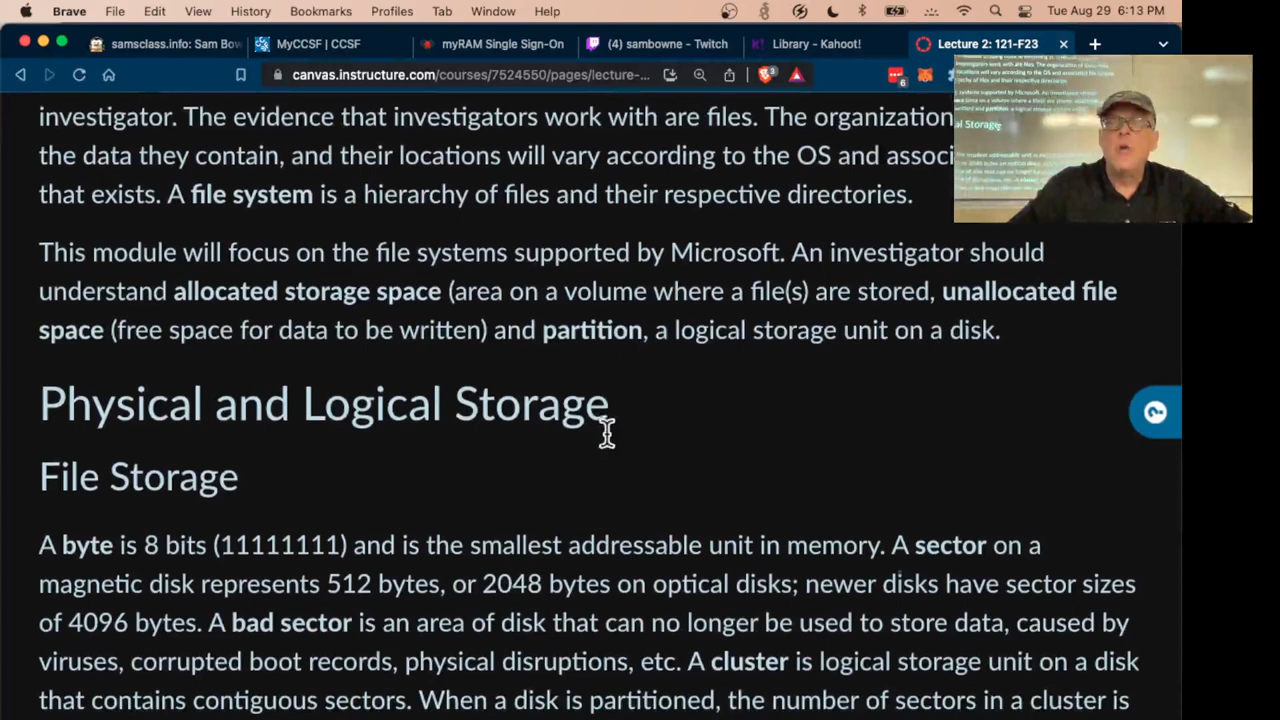 Brave File Edit View History Bookmarks Profiles Tab Window Help Tue Aug 29 6:13 PM
samsclass.info: Sam Bow MyCCSF | CCSF myRAM Single Sign-On (4) sambowne - Twitch Library - Kahoot! Lecture 2: 121-F23
canvas.instructure.com/courses/7524550/pages/lecture-...
3
6
investigator. The evidence that investigators work with are files. The organization
the data they contain, and their locations will vary according to the OS and associ
that exists. A file system is a hierarchy of files and their respective directories.
This module will focus on the file systems supported by Microsoft. An investigator should
understand allocated storage space (area on a volume where a file(s) are stored, unallocated file
space (free space for data to be written) and partition, a logical storage unit on a disk.
Physical and Logical Storage
File Storage
A byte is 8 bits (11111111) and is the smallest addressable unit in memory. A sector on a
magnetic disk represents 512 bytes, or 2048 bytes on optical disks; newer disks have sector sizes
of 4096 bytes. A bad sector is an area of disk that can no longer be used to store data, caused by
viruses, corrupted boot records, physical disruptions, etc. A cluster is logical storage unit on a disk
that contains contiguous sectors. When a disk is partitioned, the number of sectors in a cluster is
al Storage